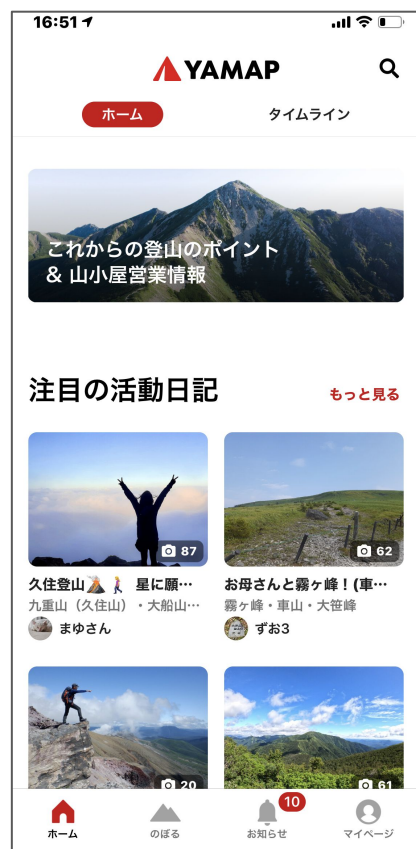 16:51
YAMAP
ホーム
タイムライン
これからの登山のポイント
& 山小屋営業情報
注目の活動日記
もっと見る
87
62
久住登山🌋🚶‍♀️ 星に願…
お母さんと霧ヶ峰！(車…
九重山（久住山）・大船山…
霧ヶ峰・車山・大笹峰
まゆさん
ずお3
20
61
10
ホーム
のぼる
お知らせ
マイページ